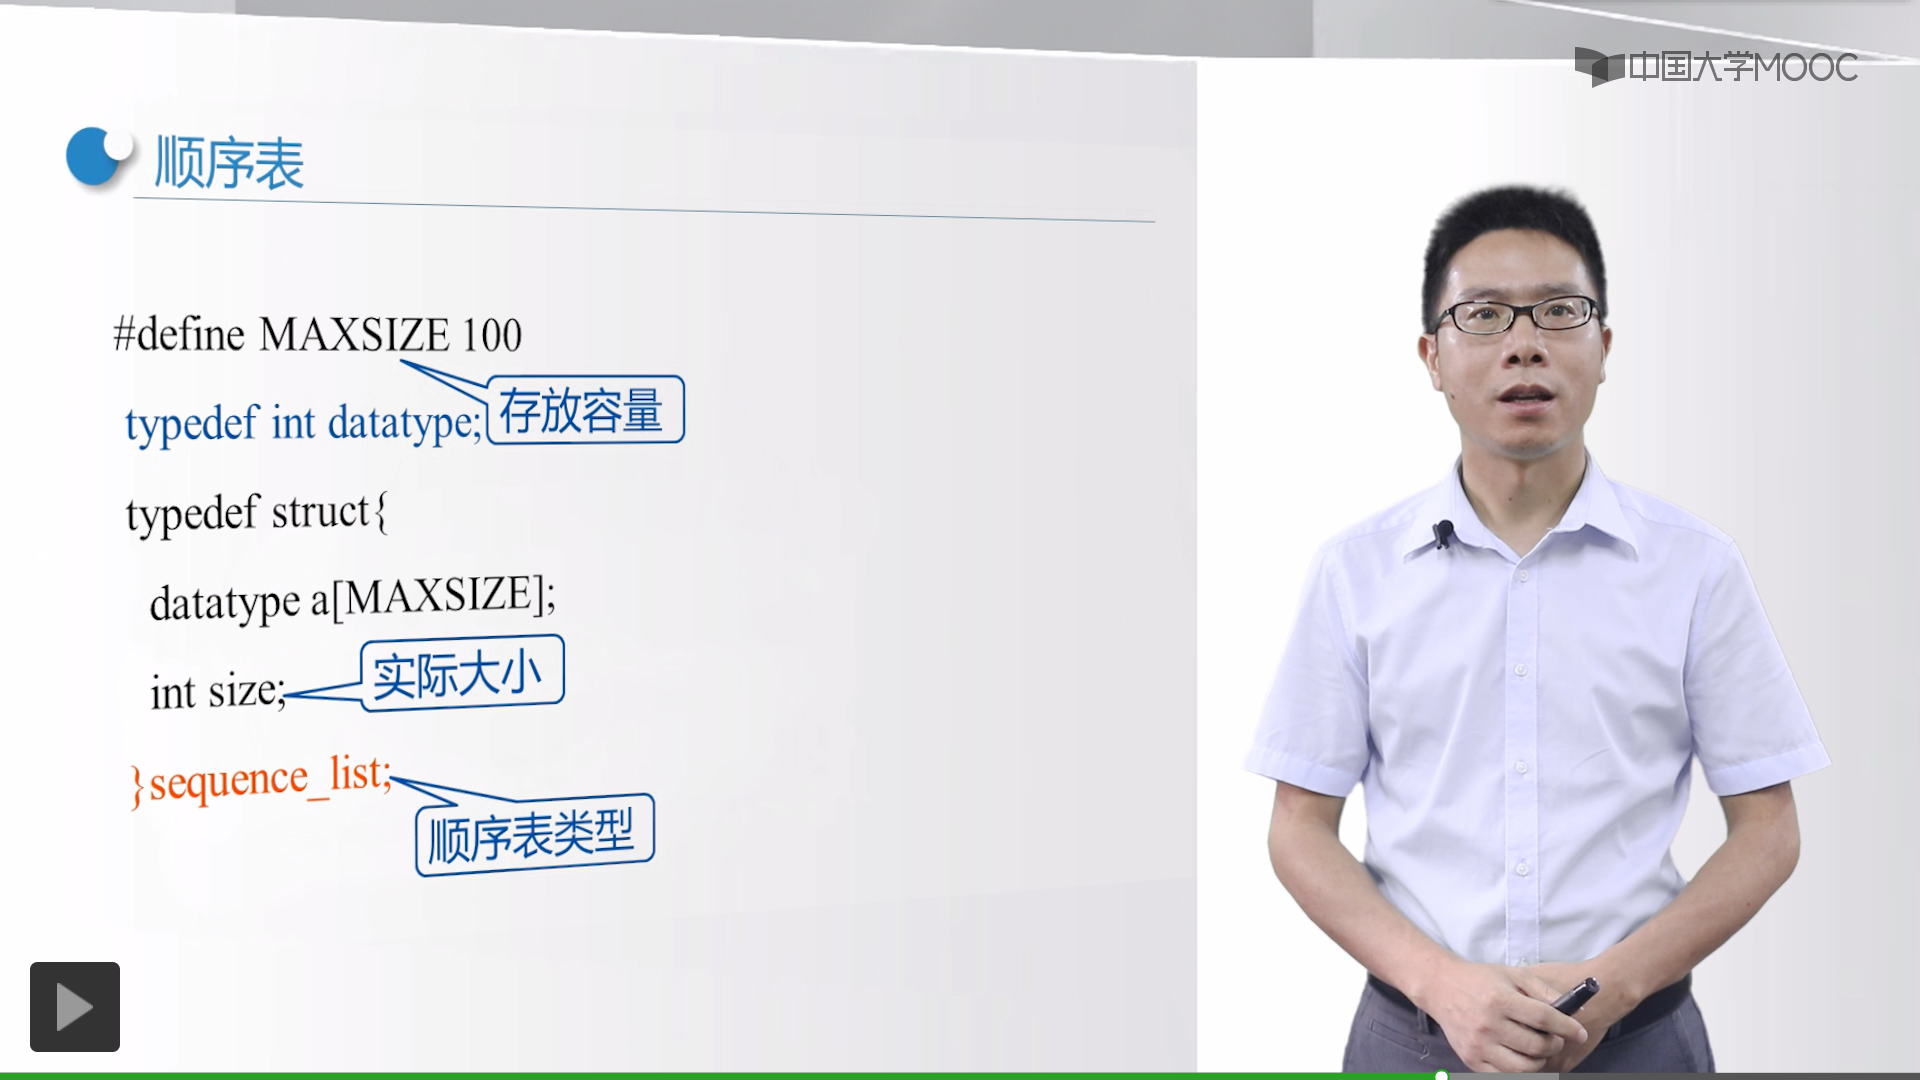 中国大学MOOC
顺序表
#define MAXSIZE 100
存放容量
typedef int datatype;
typedef struct{
datatype a[MAXSIZE];
int size;
实际大小
}sequence_list;
顺序表类型